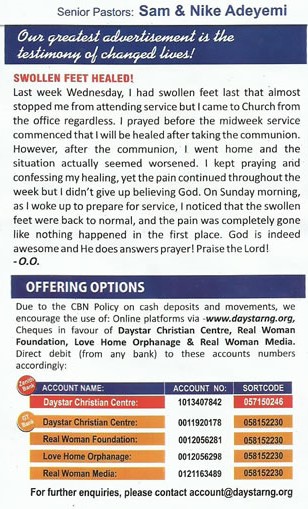 Senior Pastors: Sam & Nike Adeyemi
Our greatest advertisement is the
testimony of changed lives!
SWOLLEN FEET HEALED!
Last week Wednesday, I had swollen feet last that almost
stopped me from attending service but I came to Church from
the office regardless. I prayed before the midweek service
commenced that I will be healed after taking the communion.
However, after the communion, I went home and the
situation actually seemed worsened. I kept praying and
confessing my healing, yet the pain continued throughout the
week but I didn't give up believing God. On Sunday morning,
as I woke up to prepare for service, I noticed that the swollen
feet were back to normal, and the pain was completely gone
like nothing happened in the first place. God is indeed
awesome and He does answers prayer! Praise the Lord!
- O.O.
OFFERING OPTIONS
Due to the CBN Policy on cash deposits and movements, we
encourage the use of: Online platforms via -www.daystarng.org,
Cheques in favour of Daystar Christian Centre, Real Woman
Foundation, Love Home Orphanage & Real Woman Media.
Direct debit (from any bank) to these accounts numbers
accordingly:
Zenith Bank
ACCOUNT NAME: ACCOUNT NO: SORTCODE
Daystar Christian Centre: 1013407842 057150246
GT Bank
Daystar Christian Centre: 0011920178 058152230
Real Woman Foundation: 0012056281 058152230
Love Home Orphanage: 0012056298 058152230
Real Woman Media: 0121163489 058152230
For further enquiries, please contact account@daystarng.org